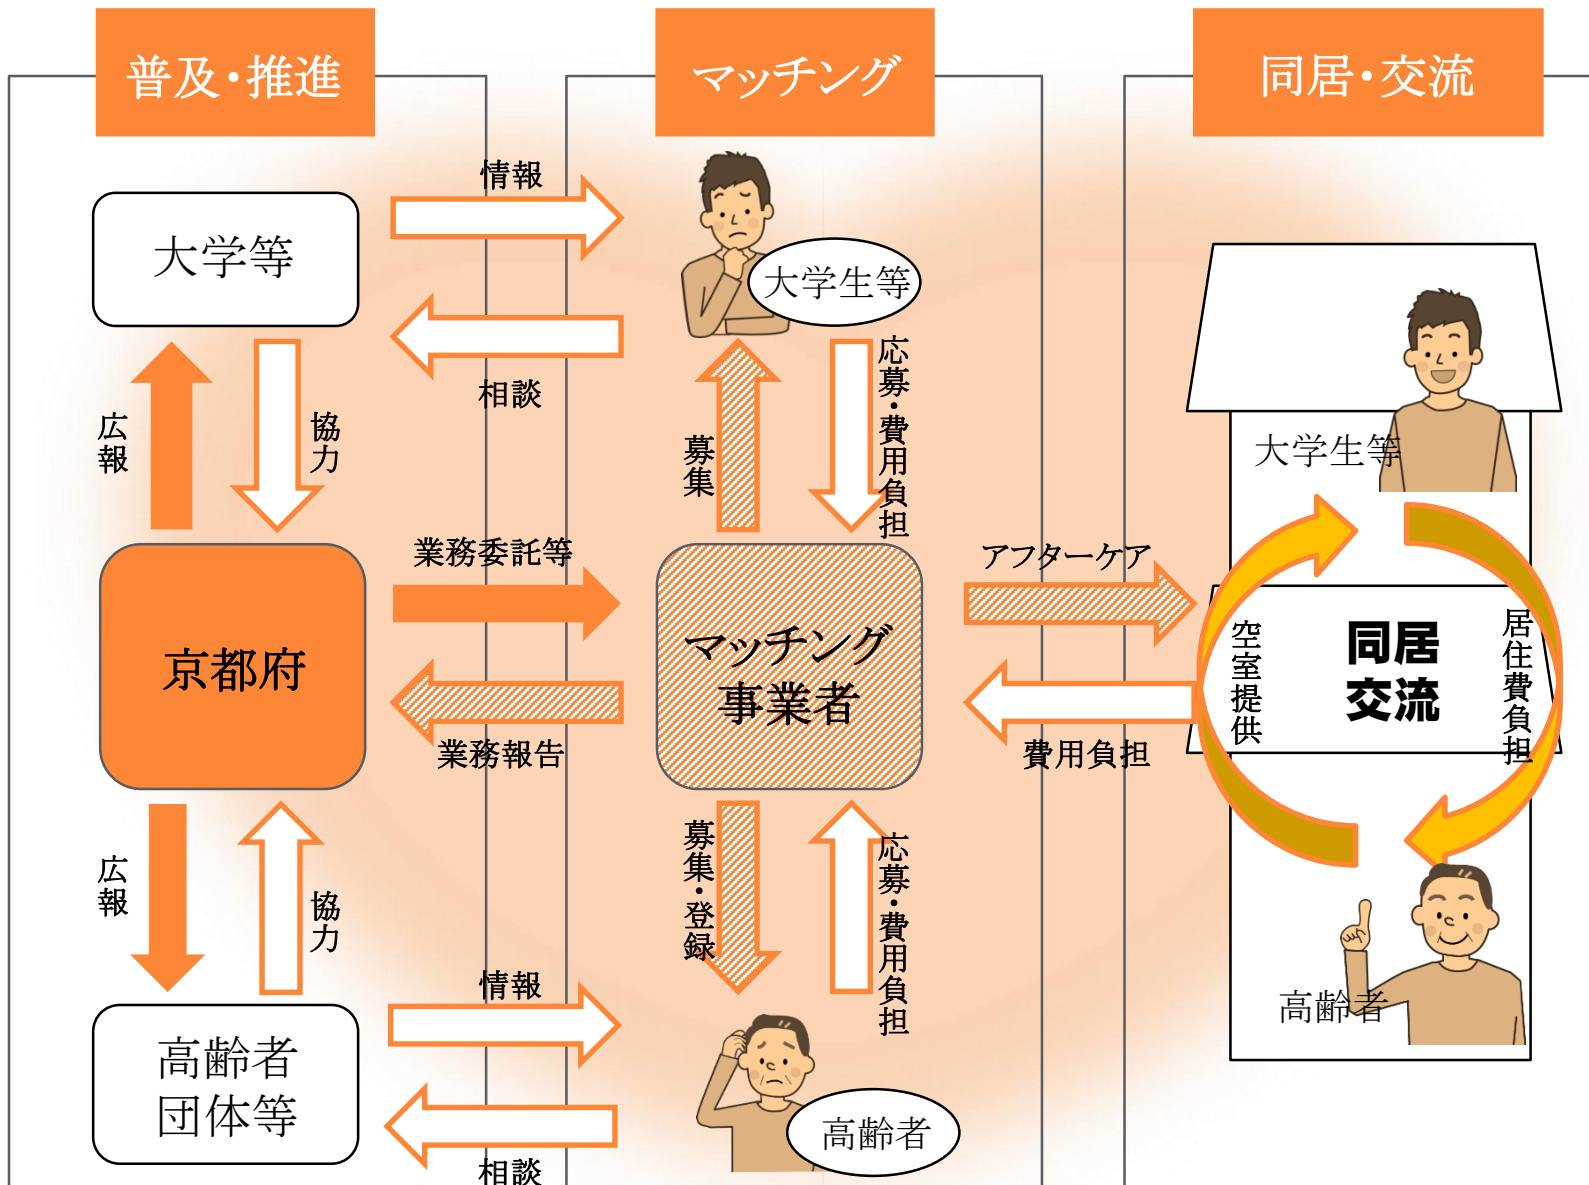 普及・推進
マッチング
同居・交流
情報
大学等
大学生等
相談
広報
協力
募集
応募・費用負担
大学生等
業務委託等
アフターケア
京都府
マッチング
事業者
空室提供
同居
交流
居住費負担
業務報告
費用負担
広報
協力
募集・登録
応募・費用負担
情報
高齢者
高齢者
団体等
高齢者
相談